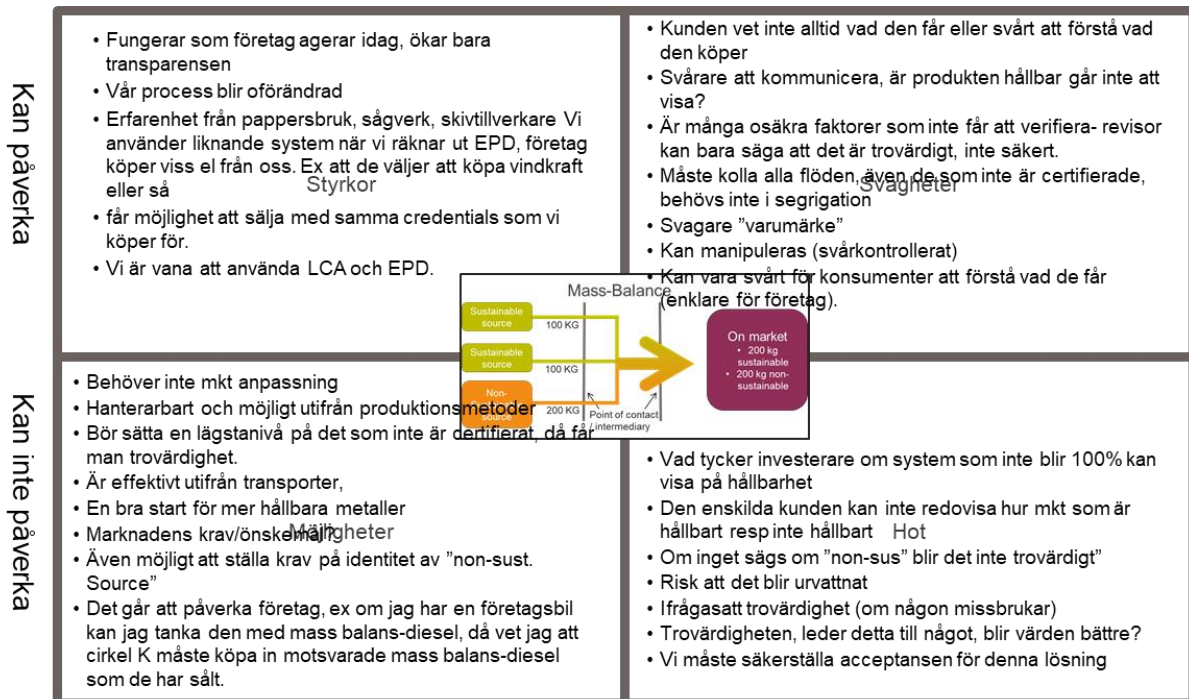 Kan påverka
• Fungerar som företag agerar idag, ökar bara
transparensen
• Vår process blir oförändrad
• Erfarenhet från pappersbruk, sågverk, skivtillverkare Vi
använder liknande system när vi räknar ut EPD, företag
köper viss el från oss. Ex att de väljer att köpa vindkraft
eller så
Styrkor
• får möjlighet att sälja med samma credentials som vi
köper för.
• Vi är vana att använda LCA och EPD.
• Kunden vet inte alltid vad den får eller svårt att förstå vad
den köper
• Svårare att kommunicera, är produkten hållbar går inte att
visa?
• Är många osäkra faktorer som inte får att verifiera- revisor
kan bara säga att det är trovärdigt, inte säkert.
• Måste kolla alla flöden, även de som inte är certifierade,
Svagheter
behövs inte i segrigation
• Svagare "varumärke"
• Kan manipuleras (svårkontrollerat)
• Kan vara svårt för konsumenter att förstå vad de får
(enklare för företag).
Mass-Balance
Sustainable
source
100 KG
Sustainable
source
100 KG
Non-
source
200 KG
Point of contact
/ intermediary
On market
• 200 kg
sustainable
• 200 kg non-
sustainable
Kan inte påverka
• Behöver inte mkt anpassning
• Hanterarbart och möjligt utifrån produktionsmetoder
• Bör sätta en lägstanivå på det som inte är certifierat, då får
man trovärdighet.
• Är effektivt utifrån transporter,
• En bra start för mer hållbara metaller
• Marknadens krav/önskemål?
Möjligheter
• Även möjligt att ställa krav på identitet av "non-sust.
Source"
• Det går att påverka företag, ex om jag har en företagsbil
kan jag tanka den med mass balans-diesel, då vet jag att
cirkel K måste köpa in motsvarade mass balans-diesel
som de har sålt.
• Vad tycker investerare om system som inte blir 100% kan
visa på hållbarhet
• Den enskilda kunden kan inte redovisa hur mkt som är
hållbart resp inte hållbart
Hot
• Om inget sägs om "non-sus" blir det inte trovärdigt"
• Risk att det blir urvattnat
• Ifrågasatt trovärdighet (om någon missbrukar)
• Trovärdigheten, leder detta till något, blir värden bättre?
• Vi måste säkerställa acceptansen för denna lösning